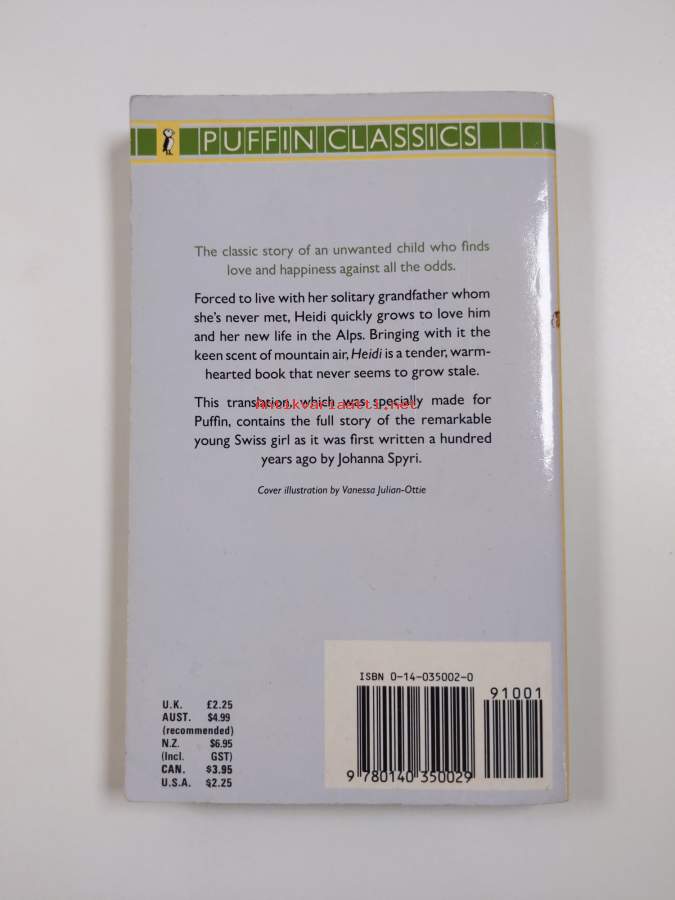 PUFFIN CLASSICS
The classic story of an unwanted child who finds
love and happiness against all the odds.
Forced to live with her solitary grandfather whom
she's never met, Heidi quickly grows to love him
and her new life in the Alps. Bringing with it the
keen scent of mountain air, Heidi is a tender, warm-
hearted book that never seems to grow stale.
This translation, which was specially made for
Antikvariaatti.net
Puffin, contains the full story of the remarkable
young Swiss girl as it was first written a hundred
years ago by Johanna Spyri.
Cover illustration by Vanessa Julian-Ottie
U.K. £2.25
AUST. $4.99
(recommended)
N.Z. $6.95
(Incl. GST)
CAN. $3.95
U.S.A. $2.25
ISBN 0-14-035002-0
91001
9 780140 350029